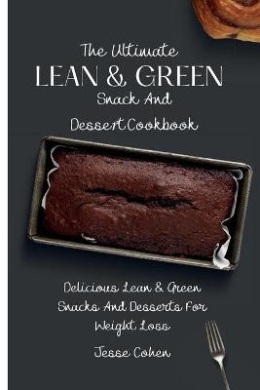 The Ultimate
LEAN & GREEN
Snack And
Dessert Cookbook
Delicious Lean & Green
Snacks And Desserts For
Weight Loss
Jesse Cohen